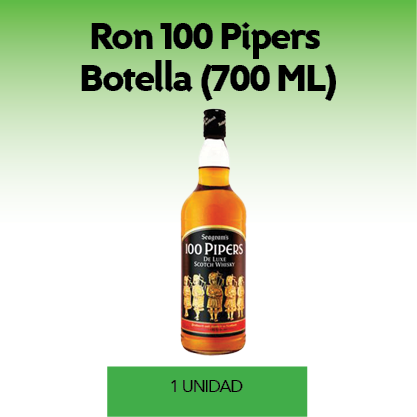 Ron 100 Pipers
Botella (700 ML)
Seagram's
100 PIPERS
DE LUXE
SCOTCH WHISKY
1 UNIDAD